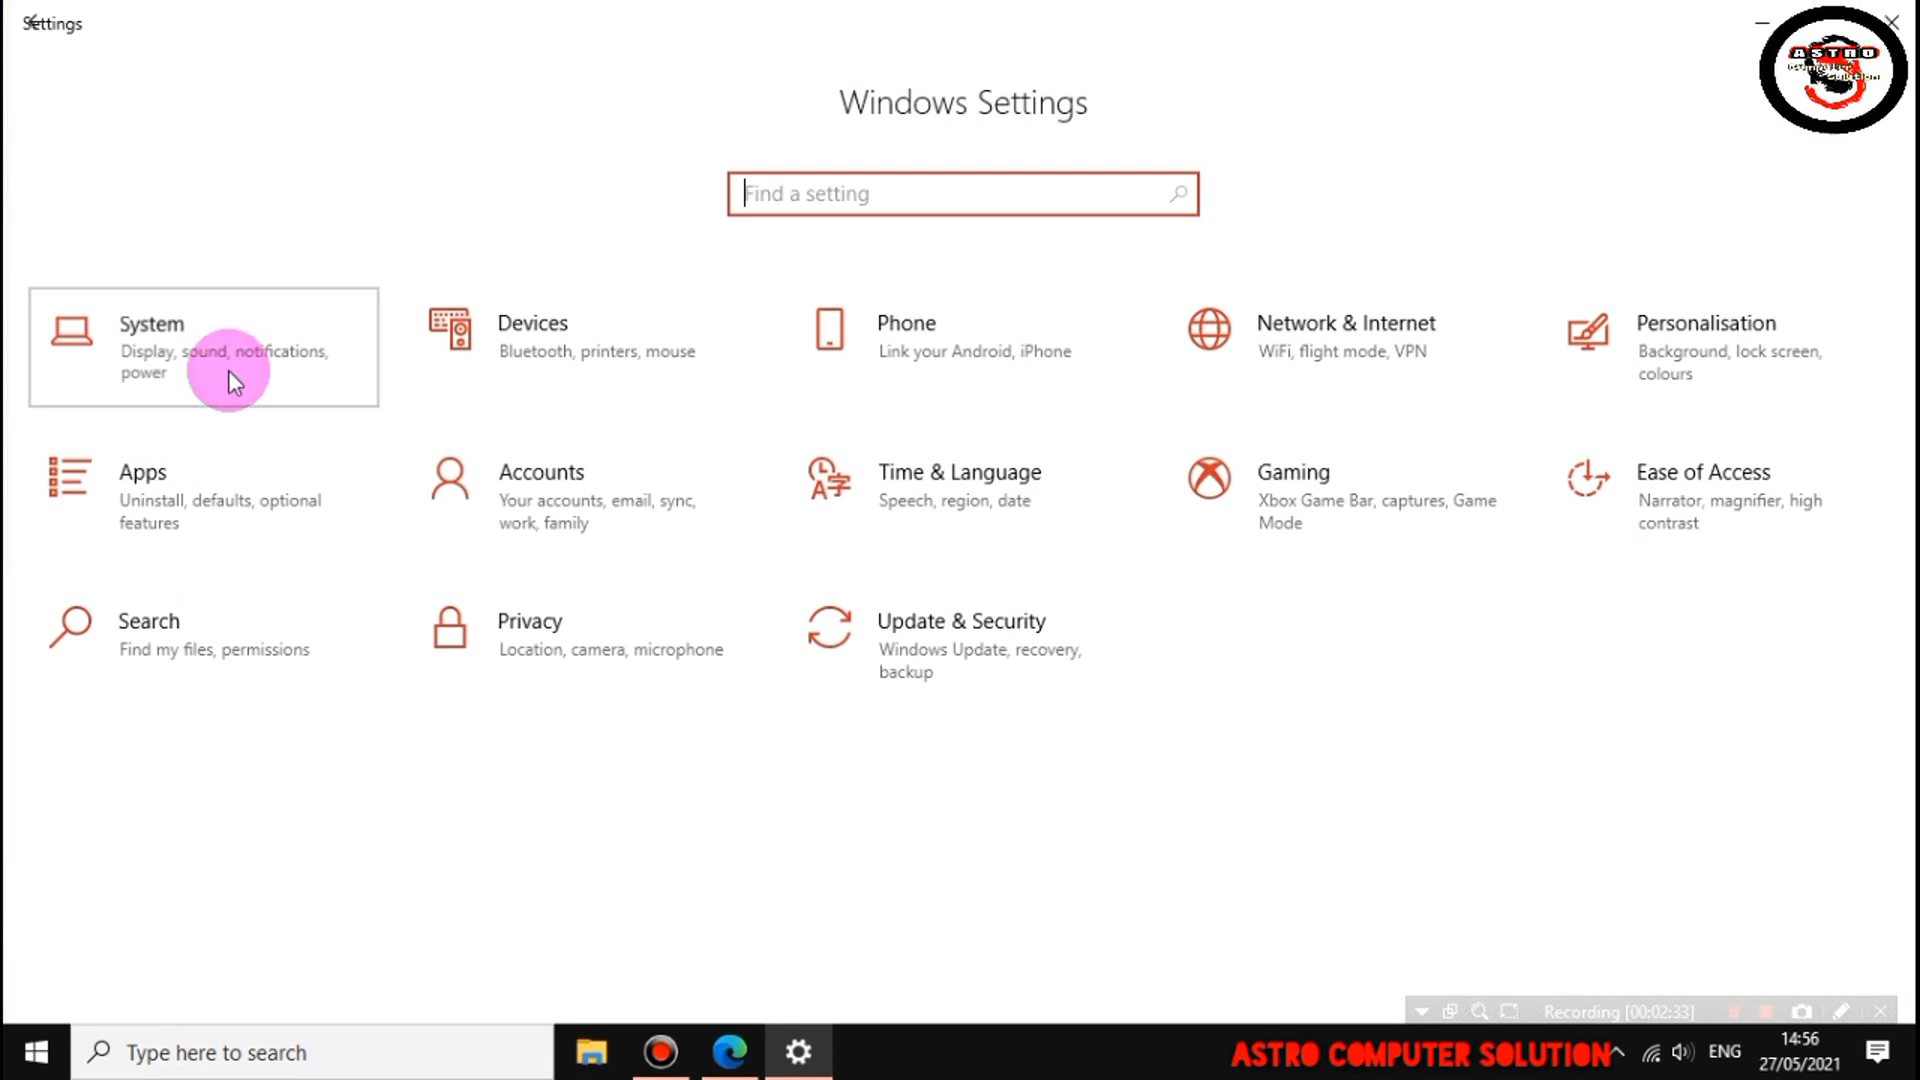 Settings
ASTRO
Windows Settings
Find a setting
System
Display, sound, notifications,
power
Devices
Bluetooth, printers, mouse
Phone
Link your Android, iPhone
Network & Internet
WiFi, flight mode, VPN
Personalisation
Background, lock screen,
colours
Apps
Uninstall, defaults, optional
features
Accounts
Your accounts, email, sync,
work, family
Time & Language
Speech, region, date
Gaming
Xbox Game Bar, captures, Game
Mode
Ease of Access
Narrator, magnifier, high
contrast
Search
Find my files, permissions
Privacy
Location, camera, microphone
Update & Security
Windows Update, recovery,
backup
Recording [00:02:33]
Type here to search
ASTRO COMPUTER SOLUTION
ENG
14:56
27/05/2021